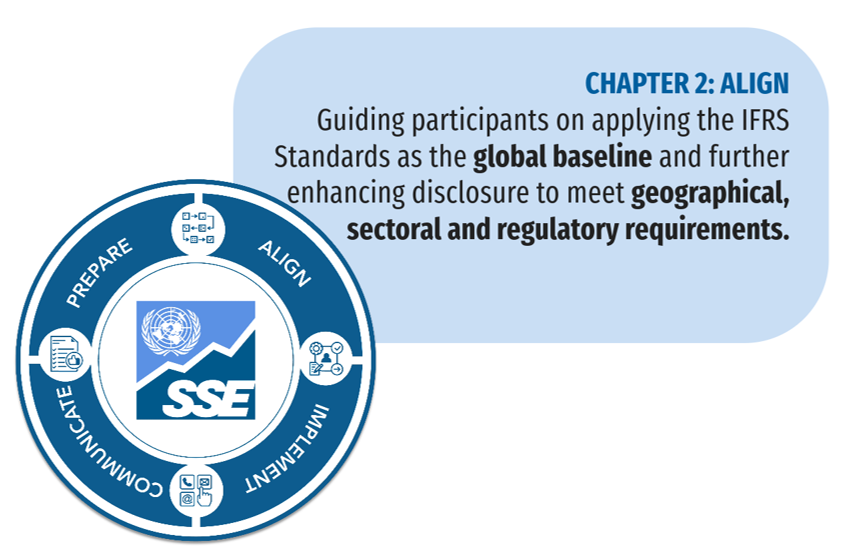 CHAPTER 2: ALIGN
Guiding participants on applying the IFRS
Standards as the global baseline and further
enhancing disclosure to meet geographical,
sectoral and regulatory requirements.
PREPARE
ALIGN
SSE
COMMUNICATE
IMPLEMENT
@